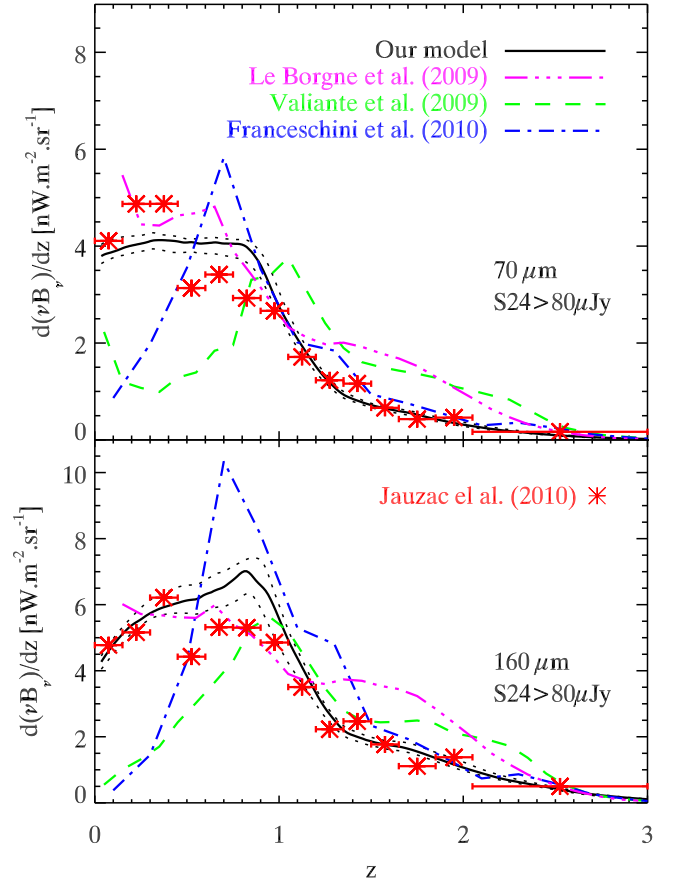 8
6
4
2
0
d(νBᵥ)/dz [nW.m⁻².sr⁻¹]
Our model
Le Borgne et al. (2009)
Valiante et al. (2009)
Franceschini et al. (2010)
70 μm
S24>80μJy
10
8
6
4
2
0
d(νBᵥ)/dz [nW.m⁻².sr⁻¹]
Jauzac el al. (2010)
160 μm
S24>80μJy
0 1 2 3
z